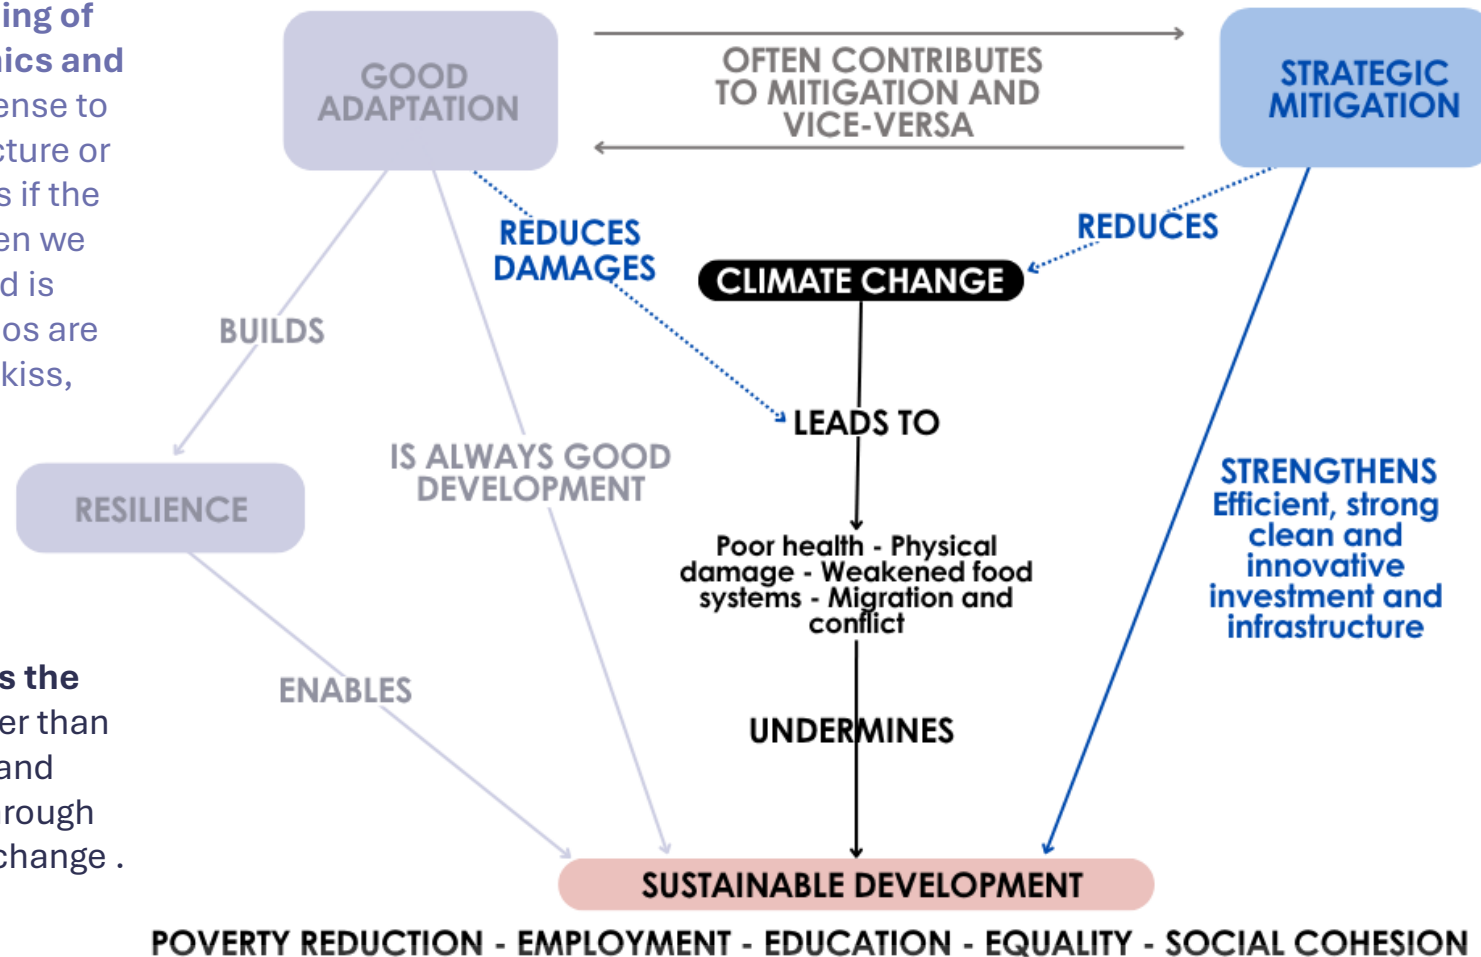 ing of
nics and
ense to
cture or
s if the
en we
d is
os are
kiss,
s the
er than
and
rough
change .
GOOD
ADAPTATION
OFTEN CONTRIBUTES
TO MITIGATION AND
VICE-VERSA
STRATEGIC
MITIGATION
REDUCES
DAMAGES
REDUCES
CLIMATE CHANGE
BUILDS
LEADS TO
IS ALWAYS GOOD
DEVELOPMENT
RESILIENCE
STRENGTHENS
Efficient, strong
clean and
innovative
investment and
infrastructure
Poor health - Physical
damage - Weakened food
systems - Migration and
conflict
ENABLES
UNDERMINES
SUSTAINABLE DEVELOPMENT
POVERTY REDUCTION - EMPLOYMENT - EDUCATION - EQUALITY - SOCIAL COHESION